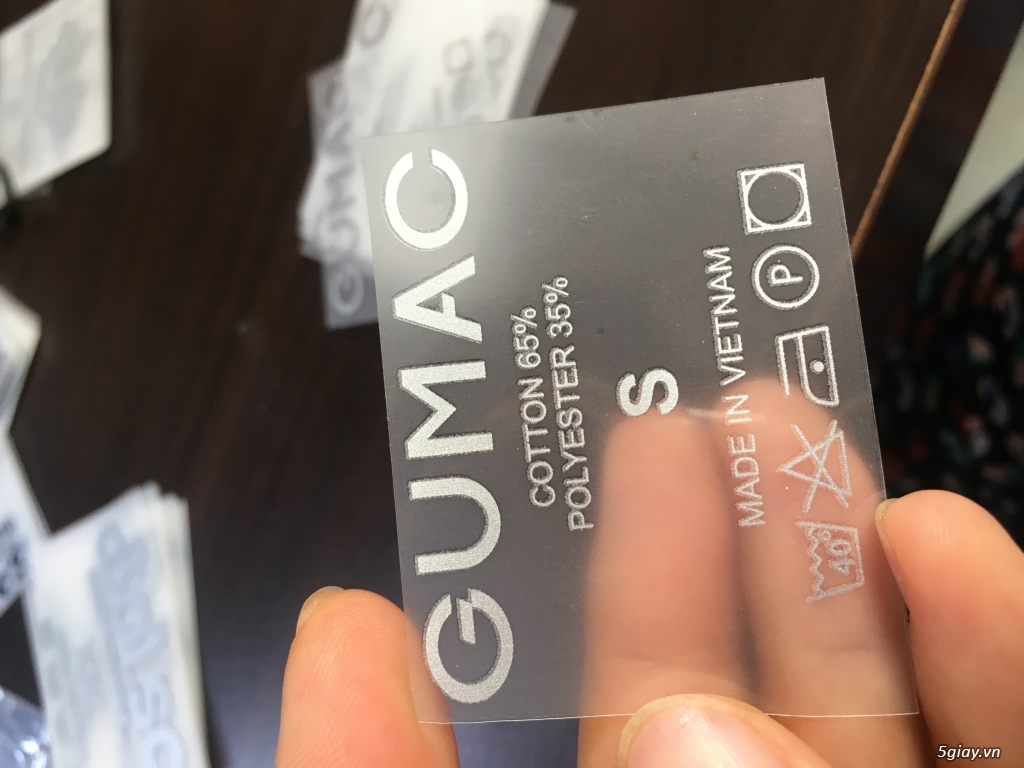 GUMAC
COTTON 65%
POLYESTER 35%
S
MADE IN VIETNAM
40° P
5giay.vn